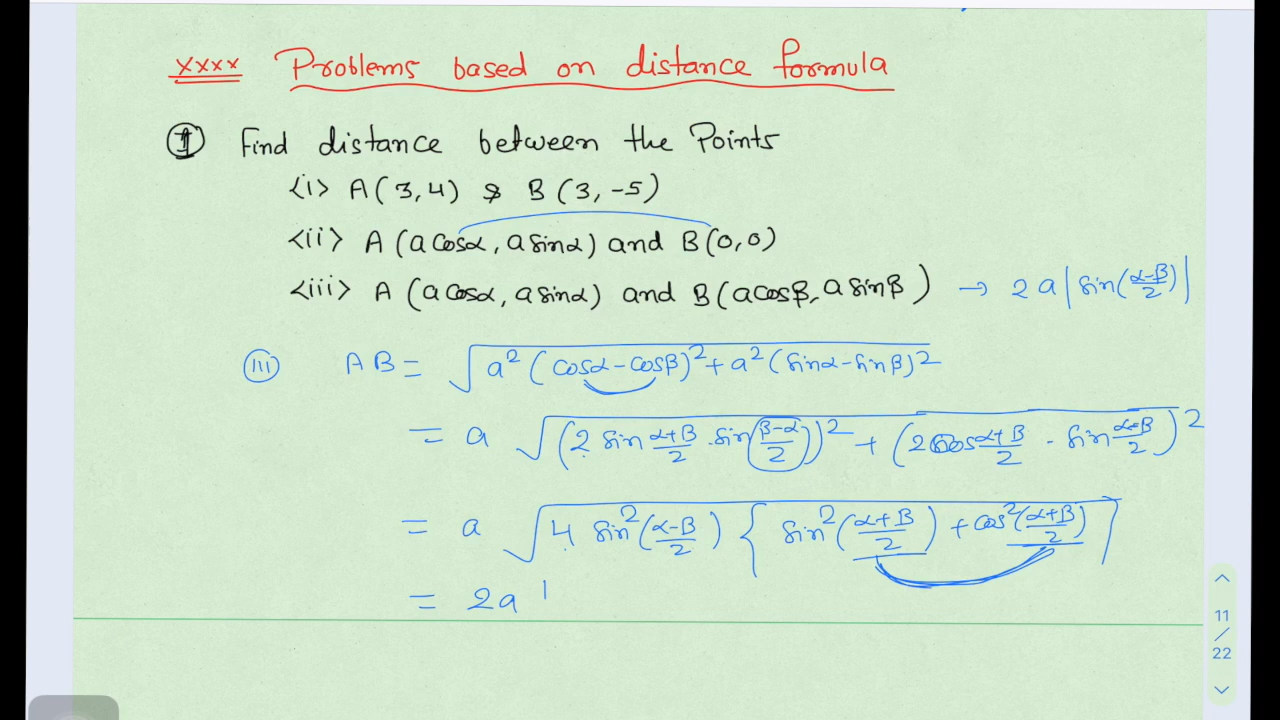 xxxx Problems based on distance formula
① Find distance between the Points
<i> A(3,4) & B(3,-5)
<ii> A (a cosα, a sinα) and B(0,0)
<iii> A (a cosα, a sinα) and B(a cosβ, a sinβ) → 2a|sin((α-β)/2)|
(III) AB = √(a²(cosα-cosβ)²+a²(sinα-sinβ)²)
= a √((2 sin (α+β)/2 . sin((β-α)/2))² + (2 cos (α+β)/2 . sin (α-β)/2)²)
= a √(4 sin²((α-β)/2) { sin²((α+β)/2) + cos²((α+β)/2) })
= 2a |
11
/
22